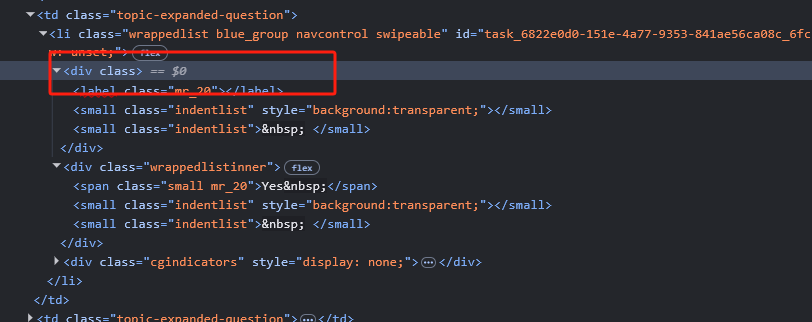 ▼<td class="topic-expanded-question">
▼<li class="wrappedlist blue_group navcontrol swipeable" id="task_6822e0d0-151e-4a77-9353-841ae56ca08c_6fc
w: unset;"> flex
▼<div class> == $0
<label class="mr_20"></label>
<small class="indentlist" style="background:transparent;"></small>
<small class="indentlist">&nbsp; </small>
</div>
▼<div class="wrappedlistinner"> flex
<span class="small mr_20">Yes&nbsp;</span>
<small class="indentlist" style="background:transparent;"></small>
<small class="indentlist">&nbsp; </small>
</div>
▶<div class="cgindicators" style="display: none;">…</div>
</li>
</td>
▶<td class="topic-expanded-question">…</td>